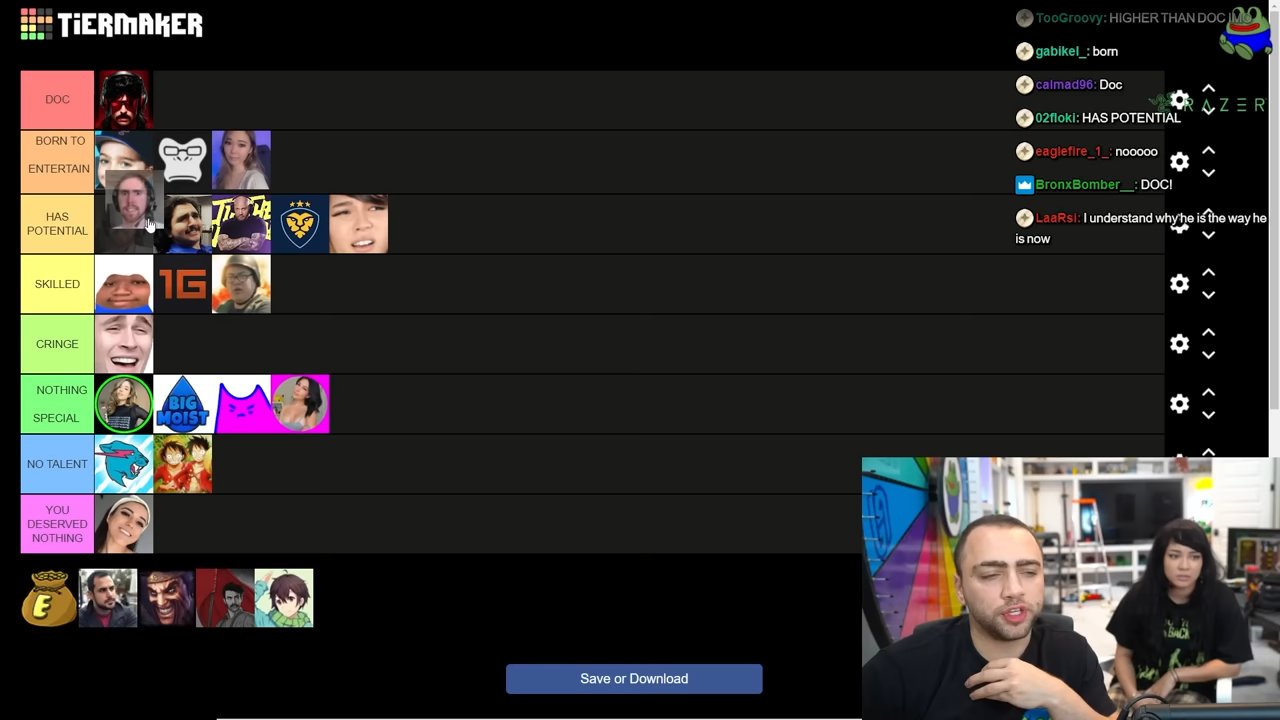 TiERMAKER
TooGroovy: HIGHER THAN DOC IMO
gabikel_: born
calmad96: Doc
RAZER
02floki: HAS POTENTIAL
eaglefire_1_: nooooo
BronxBomber__: DOC!
LaaRsi: I understand why he is the way he
is now
DOC
BORN TO
ENTERTAIN
HAS
POTENTIAL
SKILLED
1G
CRINGE
NOTHING
SPECIAL
BIG
MOIST
NO TALENT
YOU
DESERVED
NOTHING
E
Save or Download